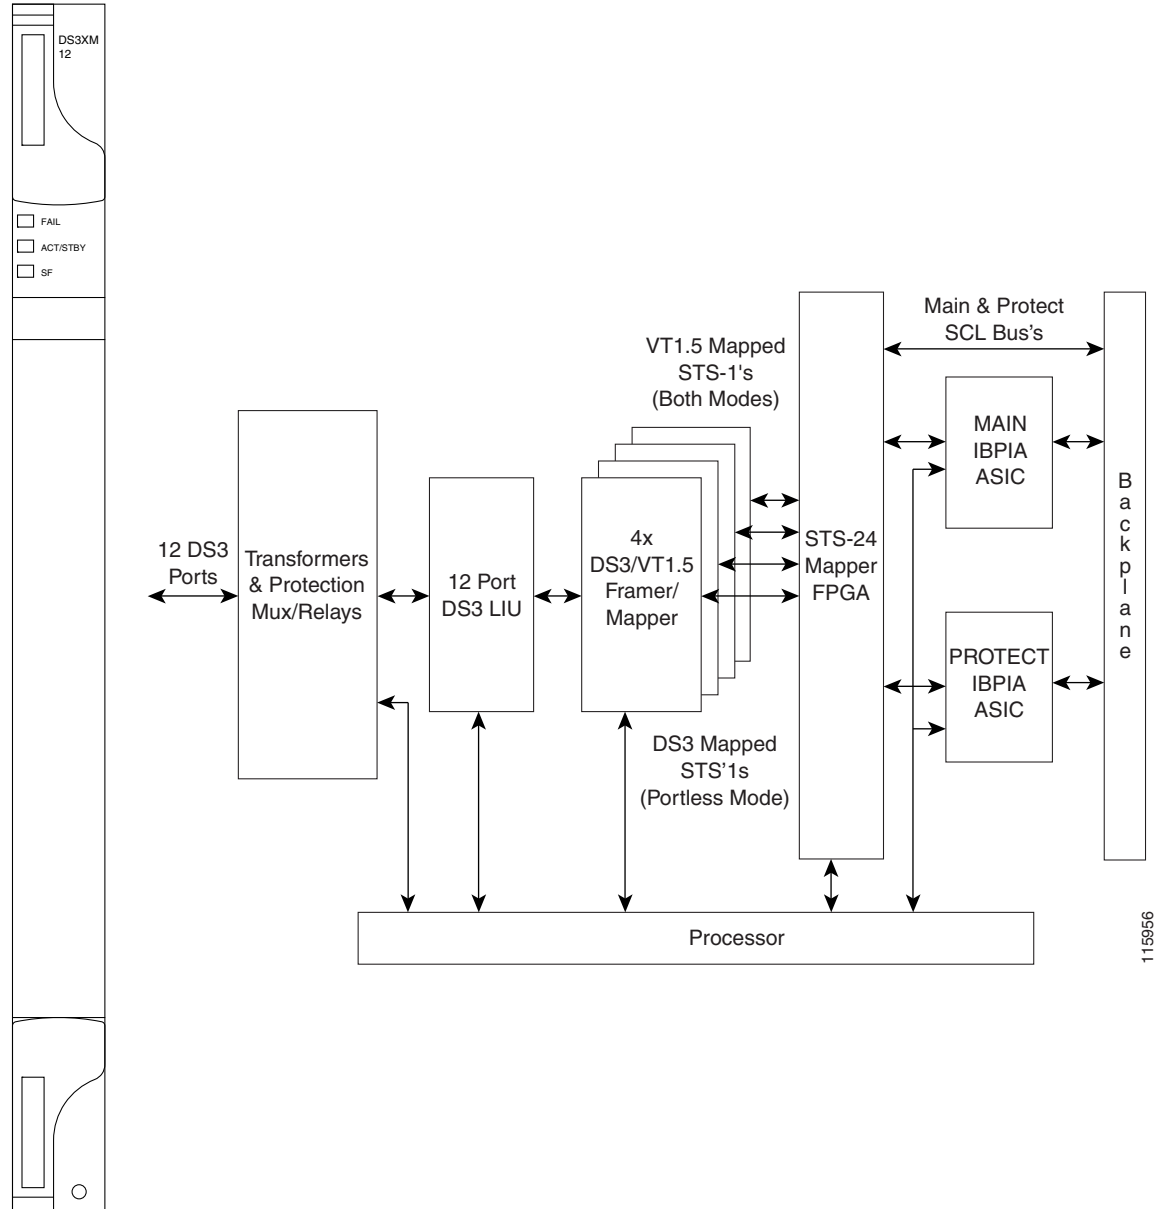 DS3XM
12
FAIL
ACT/STBY
SF
Main & Protect
SCL Bus's
VT1.5 Mapped
STS-1's
(Both Modes)
MAIN
IBPIA
ASIC
Backplane
12 DS3
Ports
Transformers
& Protection
Mux/Relays
12 Port
DS3 LIU
4x
DS3/VT1.5
Framer/
Mapper
STS-24
Mapper
FPGA
PROTECT
IBPIA
ASIC
DS3 Mapped
STS'1s
(Portless Mode)
Processor
115956